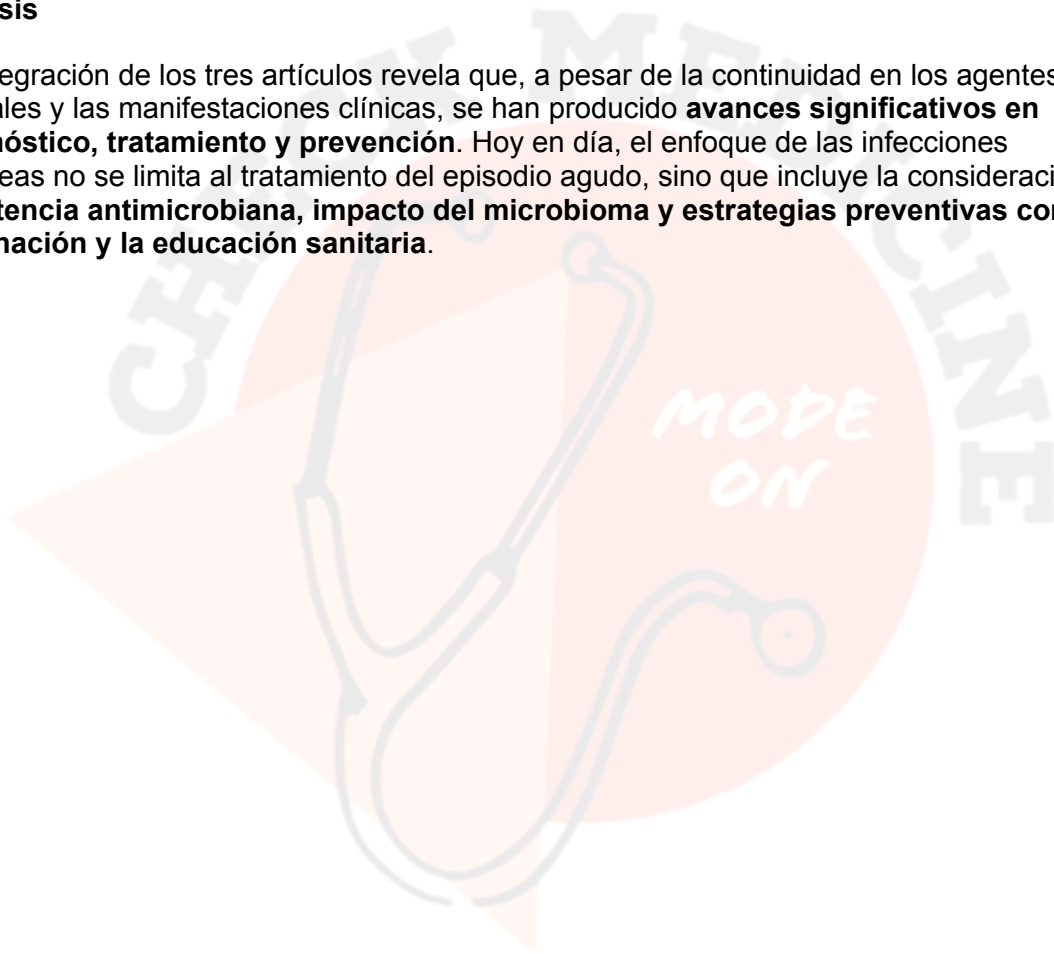 sis
tegración de los tres artículos revela que, a pesar de la continuidad en los agentes
ales y las manifestaciones clínicas, se han producido avances significativos en
nóstico, tratamiento y prevención. Hoy en día, el enfoque de las infecciones
eas no se limita al tratamiento del episodio agudo, sino que incluye la consideraci
tencia antimicrobiana, impacto del microbioma y estrategias preventivas co
nación y la educación sanitaria.
CHECK MEDICINE
MODE
ON